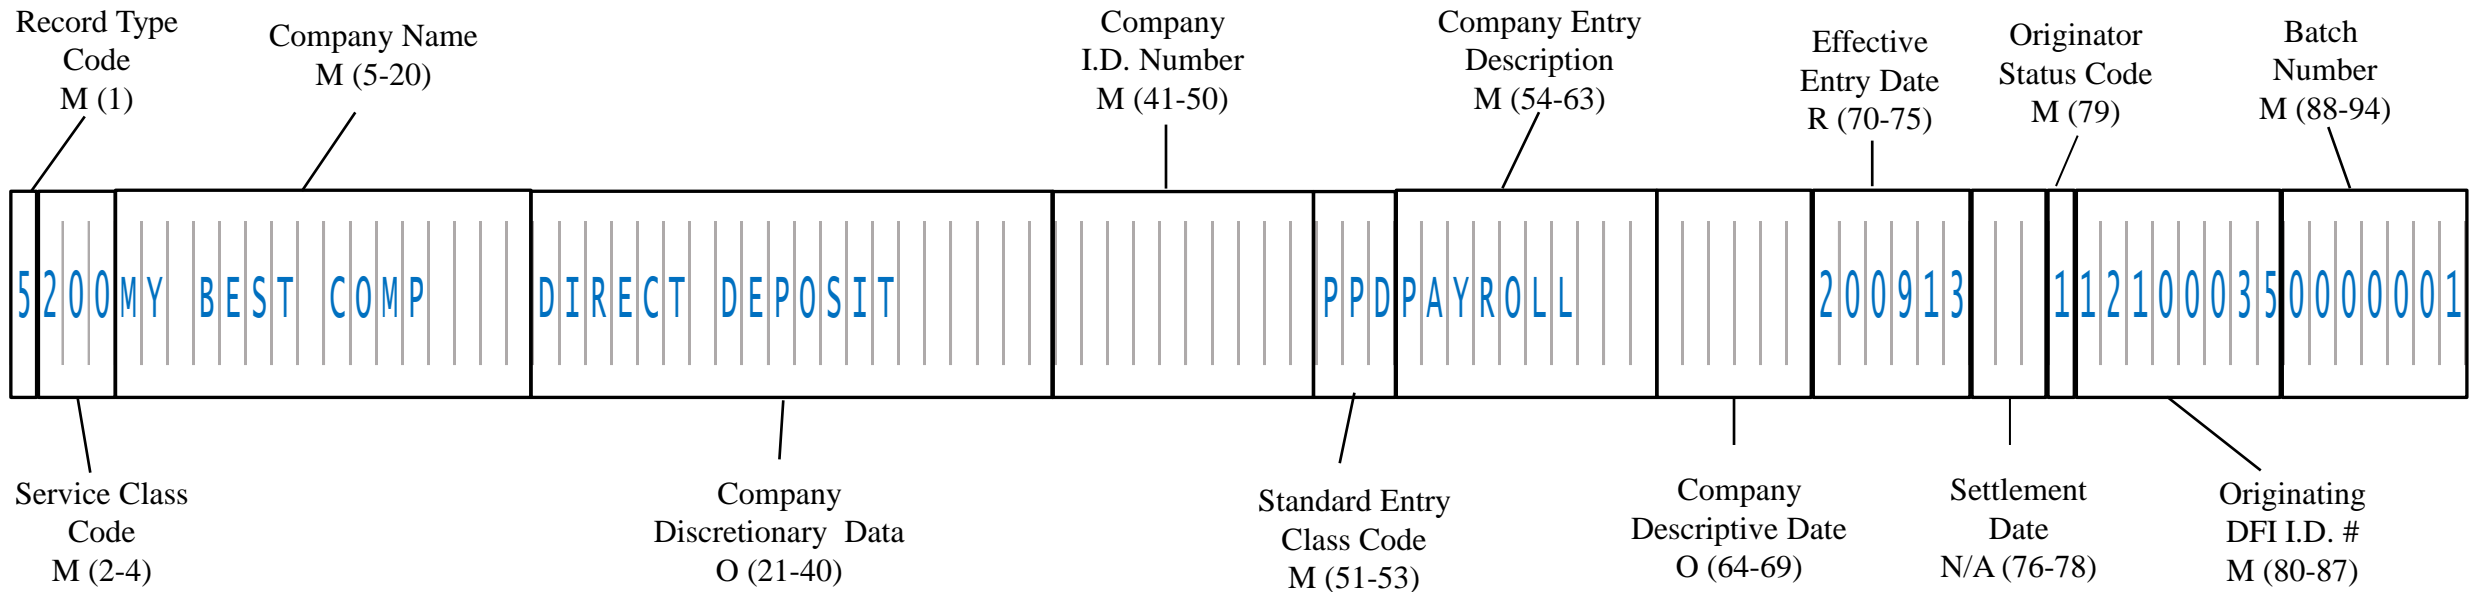 Record Type
Code
M (1)
Company Name
M (5-20)
Company
I.D. Number
M (41-50)
Company Entry
Description
M (54-63)
Effective
Entry Date
R (70-75)
Originator
Status Code
M (79)
Batch
Number
M (88-94)
5200MY BEST COMP    DIRECT DEPOSIT                PPDPAYROLL         200913   1121000350000001
Service Class
Code
M (2-4)
Company
Discretionary  Data
O (21-40)
Standard Entry
Class Code
M (51-53)
Company
Descriptive Date
O (64-69)
Settlement
Date
N/A (76-78)
Originating
DFI I.D. #
M (80-87)